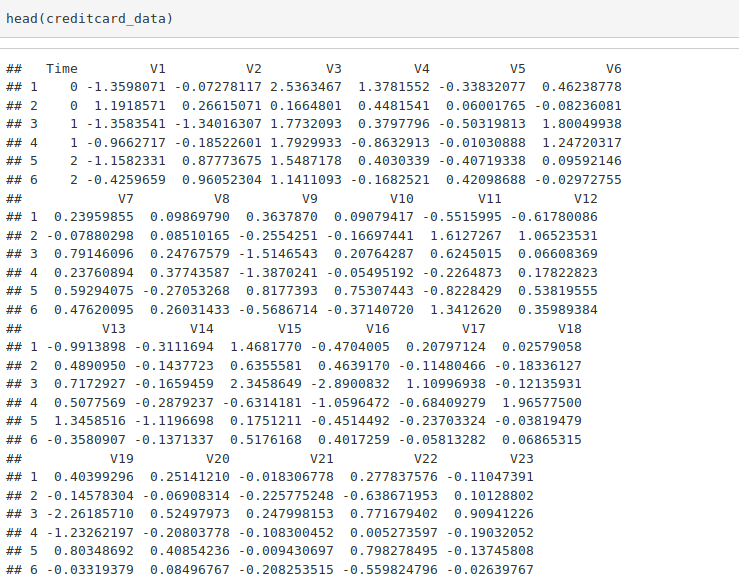 head(creditcard_data)
##   Time         V1          V2        V3         V4          V5          V6
## 1    0 -1.3598071 -0.07278117 2.5363467  1.3781552 -0.33832077  0.46238778
## 2    0  1.1918571  0.26615071 0.1664801  0.4481541  0.06001765 -0.08236081
## 3    1 -1.3583541 -1.34016307 1.7732093  0.3797796 -0.50319813  1.80049938
## 4    1 -0.9662717 -0.18522601 1.7929933 -0.8632913 -0.01030888  1.24720317
## 5    2 -1.1582331  0.87773675 1.5487178  0.4030339 -0.40719338  0.09592146
## 6    2 -0.4259659  0.96052304 1.1411093 -0.1682521  0.42098688 -0.02972755
##            V7          V8         V9         V10        V11         V12
## 1  0.23959855  0.09869790  0.3637870  0.09079417 -0.5515995 -0.61780086
## 2 -0.07880298  0.08510165 -0.2554251 -0.16697441  1.6127267  1.06523531
## 3  0.79146096  0.24767579 -1.5146543  0.20764287  0.6245015  0.06608369
## 4  0.23760894  0.37743587 -1.3870241 -0.05495192 -0.2264873  0.17822823
## 5  0.59294075 -0.27053268  0.8177393  0.75307443 -0.8228429  0.53819555
## 6  0.47620095  0.26031433 -0.5686714 -0.37140720  1.3412620  0.35989384
##          V13        V14        V15        V16         V17         V18
## 1 -0.9913898 -0.3111694  1.4681770 -0.4704005  0.20797124  0.02579058
## 2  0.4890950 -0.1437723  0.6355581  0.4639170 -0.11480466 -0.18336127
## 3  0.7172927 -0.1659459  2.3458649 -2.8900832  1.10996938 -0.12135931
## 4  0.5077569 -0.2879237 -0.6314181 -1.0596472 -0.68409279  1.96577500
## 5  1.3458516 -1.1196698  0.1751211 -0.4514492 -0.23703324 -0.03819479
## 6 -0.3580907 -0.1371337  0.5176168  0.4017259 -0.05813282  0.06865315
##           V19         V20          V21          V22         V23
## 1  0.40399296  0.25141210 -0.018306778  0.277837576 -0.11047391
## 2 -0.14578304 -0.06908314 -0.225775248 -0.638671953  0.10128802
## 3 -2.26185710  0.52497973  0.247998153  0.771679402  0.90941226
## 4 -1.23262197 -0.20803778 -0.108300452  0.005273597 -0.19032052
## 5  0.80348692  0.40854236 -0.009430697  0.798278495 -0.13745808
## 6 -0.03319379  0.08496767 -0.208253515 -0.559824796 -0.02639767